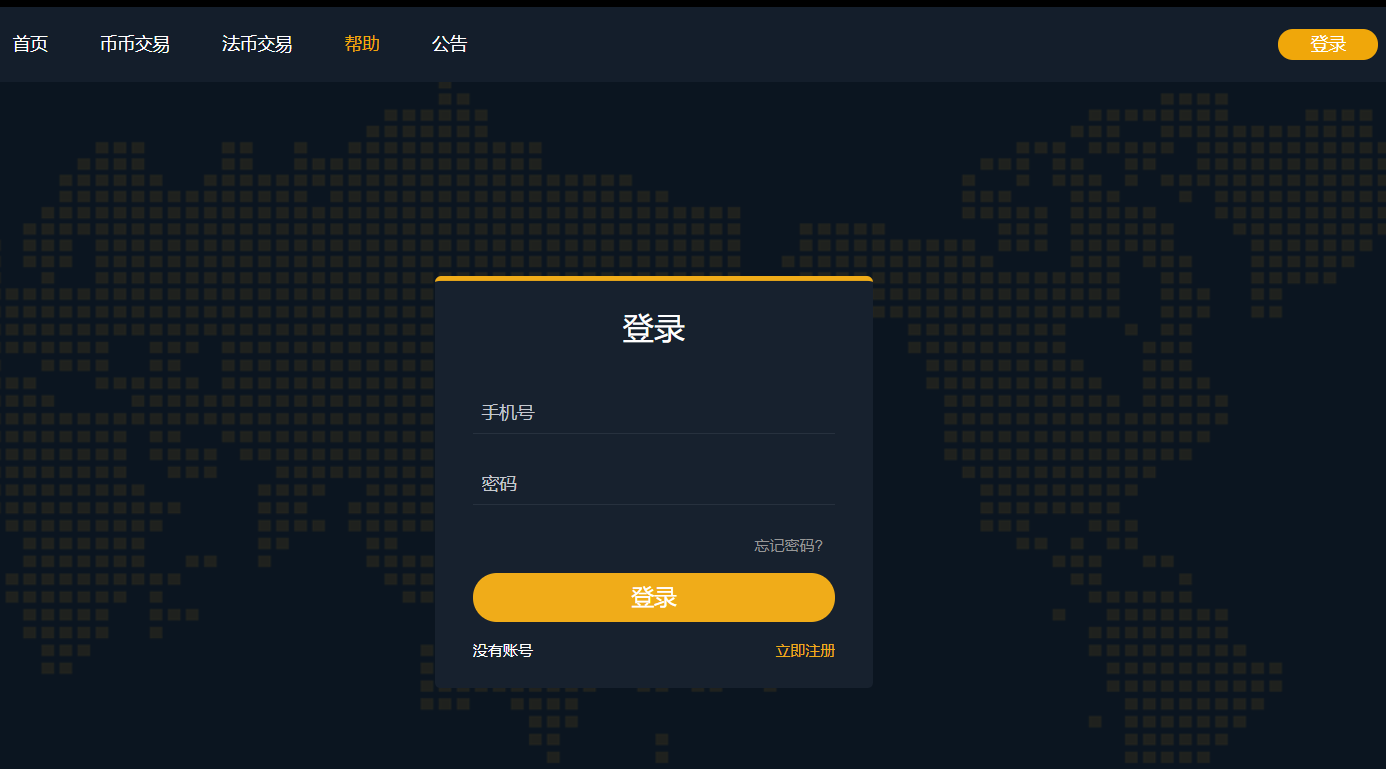 首页 币币交易 法币交易 帮助 公告 登录
登录
手机号
密码
忘记密码?
登录
没有账号 立即注册